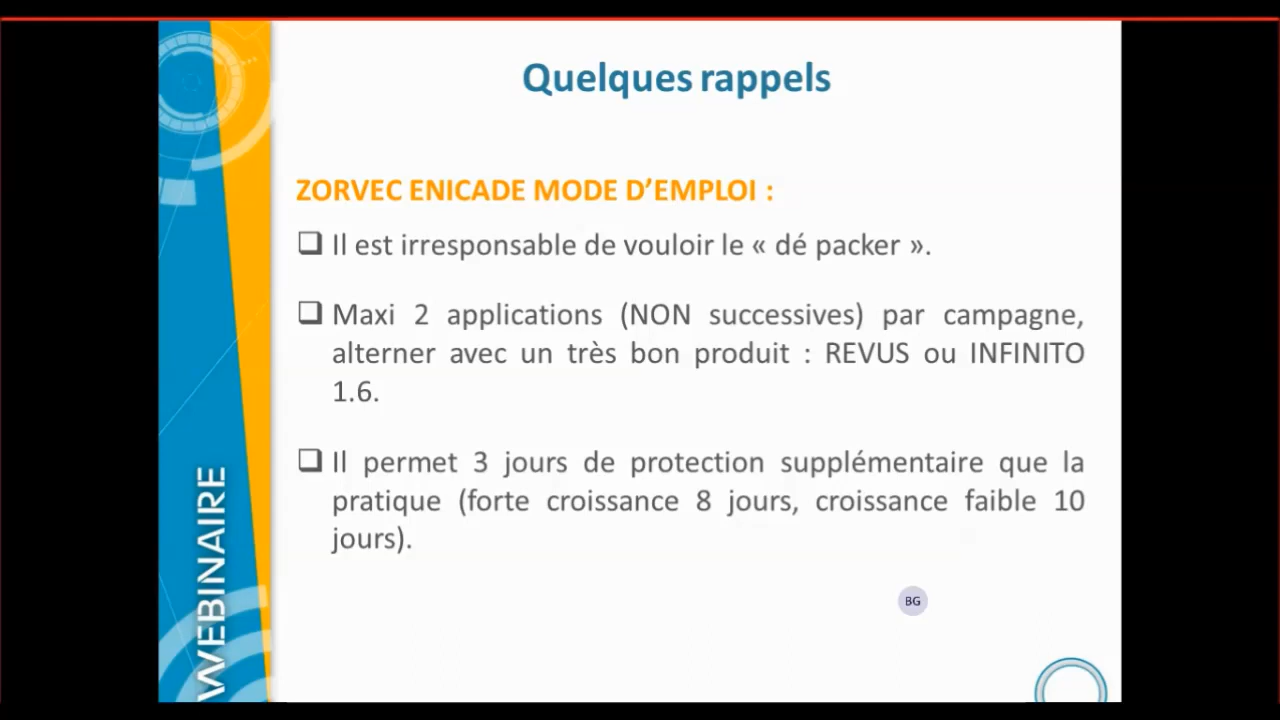 Quelques rappels
ZORVEC ENICADE MODE D’EMPLOI :
Il est irresponsable de vouloir le « dé packer ».
Maxi 2 applications (NON successives) par campagne,
alterner avec un très bon produit : REVUS ou INFINITO
1.6.
Il permet 3 jours de protection supplémentaire que la
pratique (forte croissance 8 jours, croissance faible 10
jours).
BG
WEBINAIRE